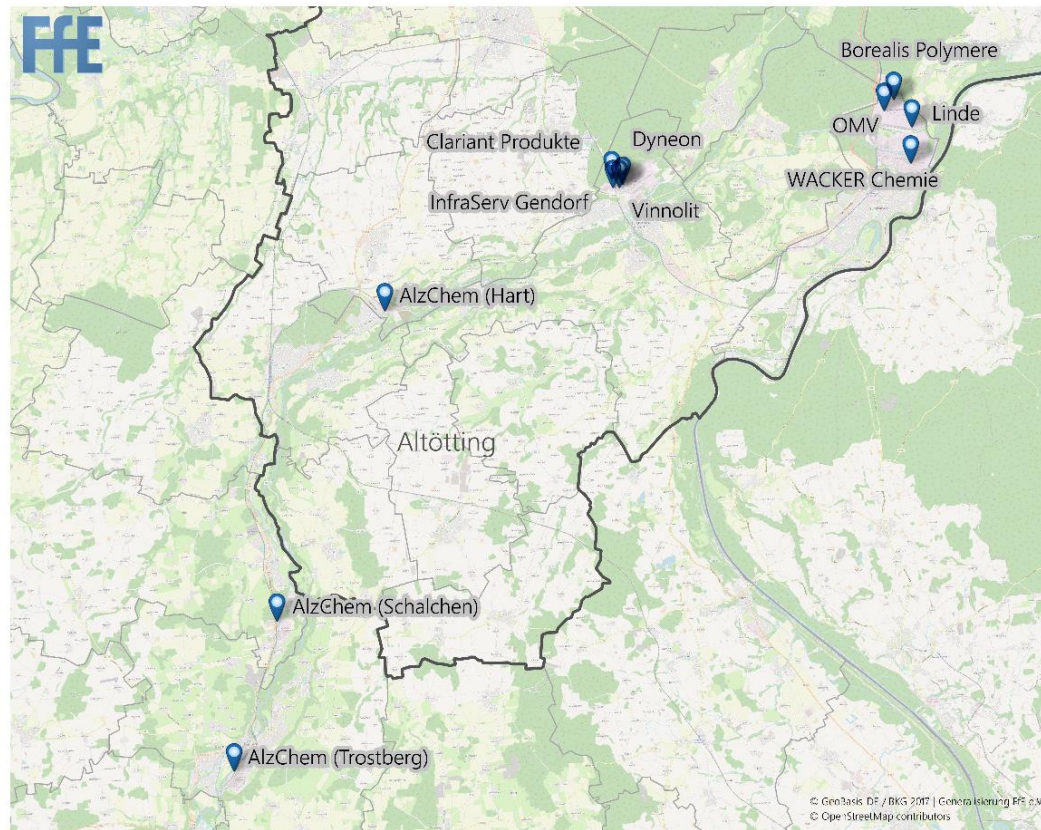 FfE
Borealis Polymere
OMV
Linde
Clariant Produkte
Dyneon
WACKER Chemie
InfraServ Gendorf
Vinnolit
AlzChem (Hart)
Altötting
AlzChem (Schalchen)
AlzChem (Trostberg)
© GeoBasis-DE / BKG 2017 | Generalisierung FfE e.V.
© OpenStreetMap contributors